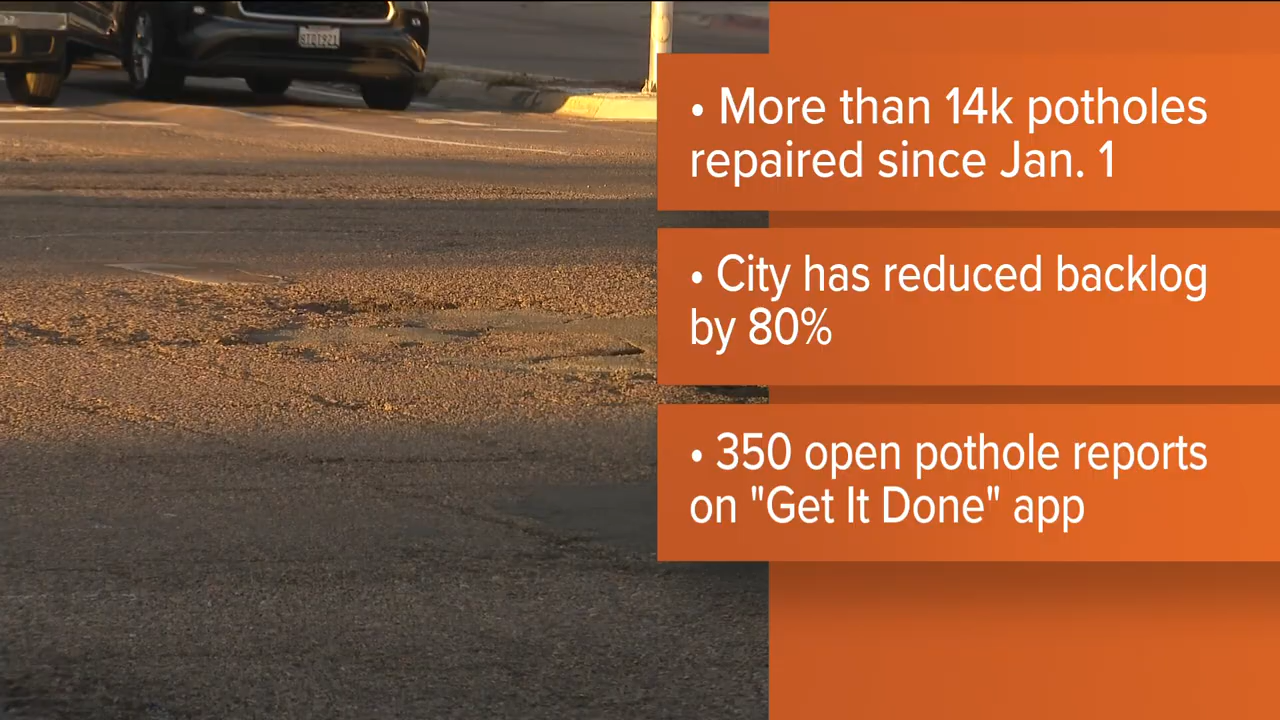 • More than 14k potholes
repaired since Jan. 1
• City has reduced backlog
by 80%
• 350 open pothole reports
on "Get It Done" app